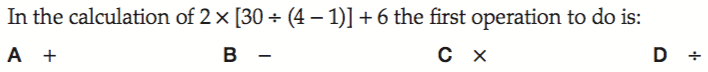 In the calculation of 2 × [30 ÷ (4 – 1)] + 6 the first operation to do is:
A + B – C × D ÷